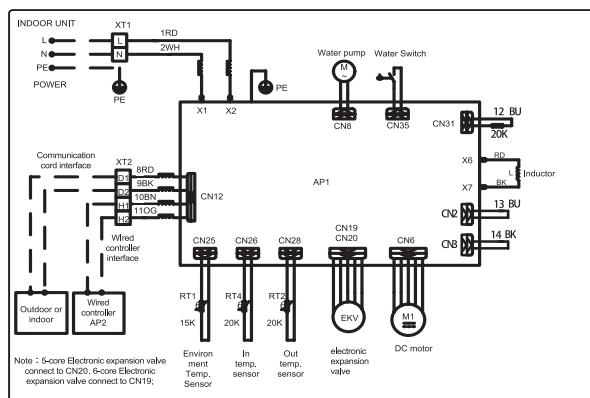 INDOOR UNIT
XT1
L
L
1RD
N
N
2WH
PE
POWER
PE
PE
X1
X2
Water pump
M
~
CN8
Water Switch
CN35
CN31
12 BU
20K
X6
RD
L
Inductor
X7
BK
CN2
13 BU
CN3
14 BK
AP1
Communication
cord interface
XT2
D1
8RD
D2
9BK
H1
10BN
H2
11OG
CN12
Wired
controller
interface
CN25
CN26
CN28
CN19
CN20
CN6
RT1
RT4
RT2
15K
20K
20K
EKV
M1
Outdoor or
indoor
Wired
controller
AP2
Environ
ment
Temp.
Sensor
In
temp.
sensor
Out
temp.
sensor
electronic
expansion
valve
DC motor
Note : 5-core Electronic expansion valve
connect to CN20. 6-core Electronic
expansion valve connect to CN19;